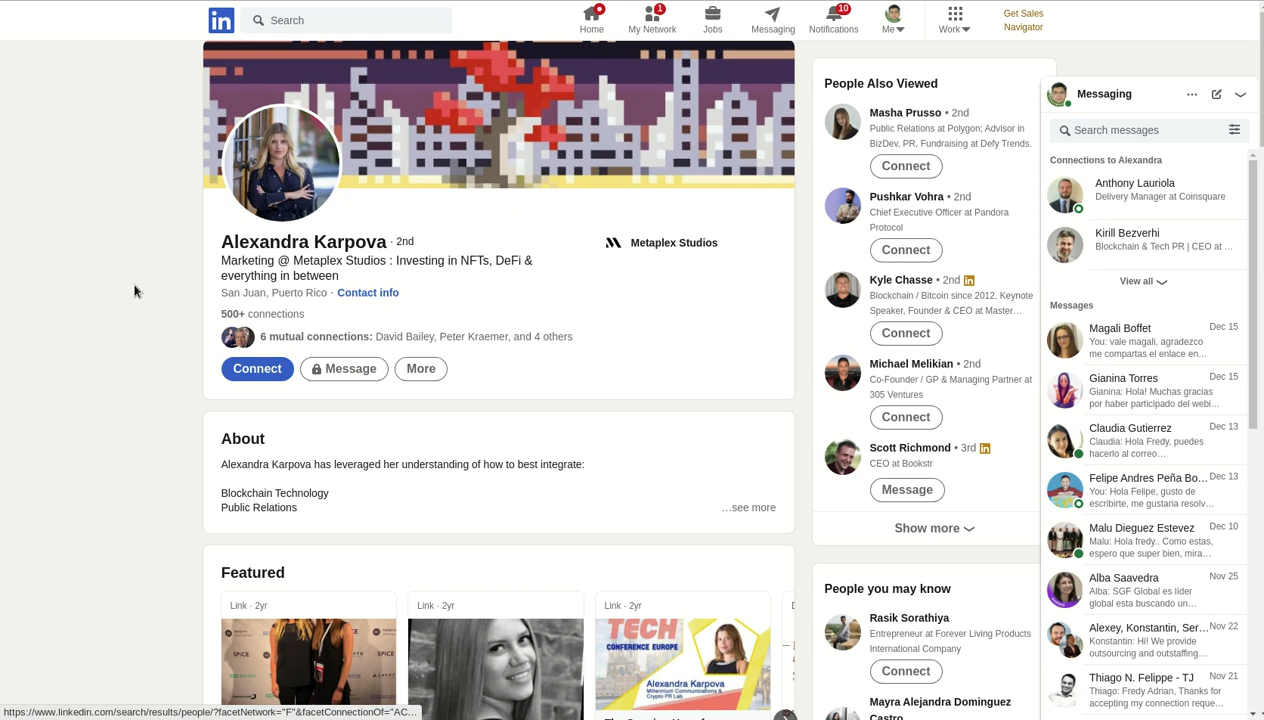 in
Search
Home
1
My Network
Jobs
Messaging
10
Notifications
Me
Work
Get Sales
Navigator
Alexandra Karpova · 2nd
Marketing @ Metaplex Studios : Investing in NFTs, DeFi &
everything in between
San Juan, Puerto Rico · Contact info
500+ connections
6 mutual connections: David Bailey, Peter Kraemer, and 4 others
Connect
Message
More
Metaplex Studios
About
Alexandra Karpova has leveraged her understanding of how to best integrate:
Blockchain Technology
Public Relations
…see more
Featured
Link · 2yr
Link · 2yr
Link · 2yr
SPiCE
TECH
CONFERENCE EUROPE
Alexandra Karpova
Millennium Communications &
Crypto PR Lab
https://www.linkedin.com/search/results/people/?facetNetwork="F"&facetConnectionOf="AC...
People Also Viewed
Masha Prusso • 2nd
Public Relations at Polygon; Advisor in
BizDev, PR, Fundraising at Defy Trends.
Connect
Pushkar Vohra • 2nd
Chief Executive Officer at Pandora
Protocol
Connect
Kyle Chasse • 2nd in
Blockchain / Bitcoin since 2012, Keynote
Speaker, Founder & CEO at Master…
Connect
Michael Melikian • 2nd
Co-Founder / GP & Managing Partner at
305 Ventures
Connect
Scott Richmond • 3rd in
CEO at Bookstr
Message
Show more
People you may know
Rasik Sorathiya
Entrepreneur at Forever Living Products
International Company
Connect
Mayra Alejandra Dominguez
Castro
Messaging
Search messages
Connections to Alexandra
Anthony Lauriola
Delivery Manager at Coinsquare
Kirill Bezverhi
Blockchain & Tech PR | CEO at …
View all
Messages
Magali Boffet Dec 15
You: vale magali, agradezco
me compartas el enlace en…
Gianina Torres Dec 15
Gianina: Hola! Muchas gracias
por haber participado del webi…
Claudia Gutierrez Dec 13
Claudia: Hola Fredy, puedes
hacerlo al correo…
Felipe Andres Peña Bo… Dec 13
You: Hola Felipe, gusto de
escribirte, me gustaria resolv…
Malu Dieguez Estevez Dec 10
Malu: Hola fredy.. Como estas,
espero que super bien, mira…
Alba Saavedra Nov 25
Alba: SGF Global es líder
global esta buscando un…
Alexey, Konstantin, Ser… Nov 22
Konstantin: Hi! We provide
outsourcing and outstaffing…
Thiago N. Felippe - TJ Nov 21
Thiago: Fredy Adrian, Thanks for
accepting my connection reque…